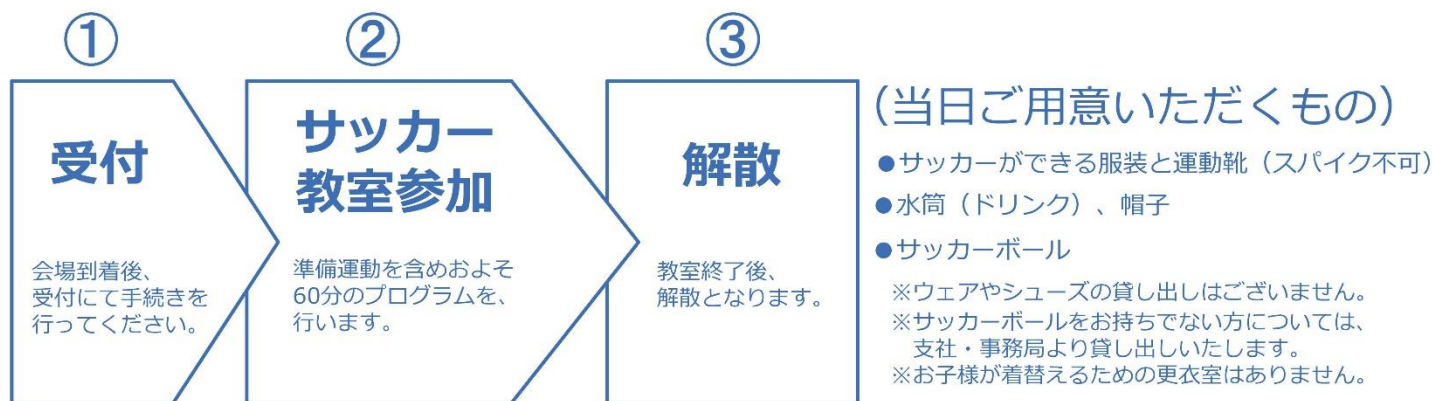 ①
受付
会場到着後、
受付にて手続きを
行ってください。
②
サッカー
教室参加
準備運動を含めおよそ
60分のプログラムを、
行います。
③
解散
教室終了後、
解散となります。
（当日ご用意いただくもの）
●サッカーができる服装と運動靴（スパイク不可）
●水筒（ドリンク）、帽子
●サッカーボール
※ウェアやシューズの貸し出しはございません。
※サッカーボールをお持ちでない方については、
支社・事務局より貸し出しいたします。
※お子様が着替えるための更衣室はありません。